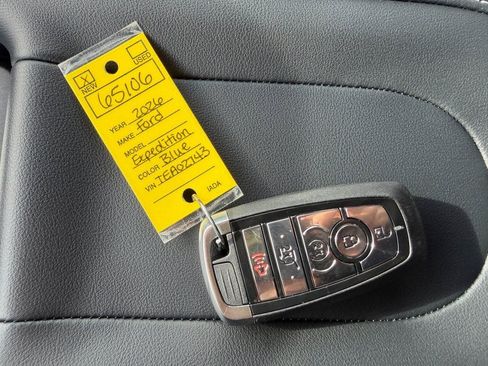 X NEW USED
65106
YEAR 2026
MAKE Ford
MODEL Expedition
COLOR Blue
VIN TEA02743
IADA